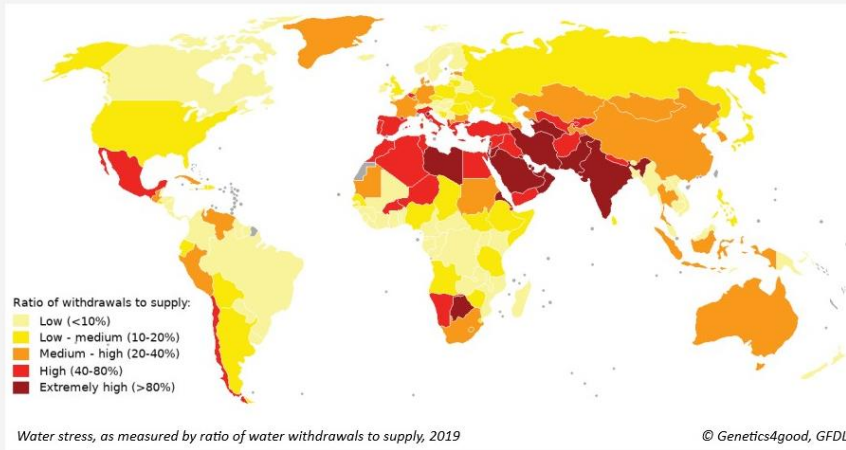 Ratio of withdrawals to supply:
Low (<10%)
Low - medium (10-20%)
Medium - high (20-40%)
High (40-80%)
Extremely high (>80%)
Water stress, as measured by ratio of water withdrawals to supply, 2019
© Genetics4good, GFDL